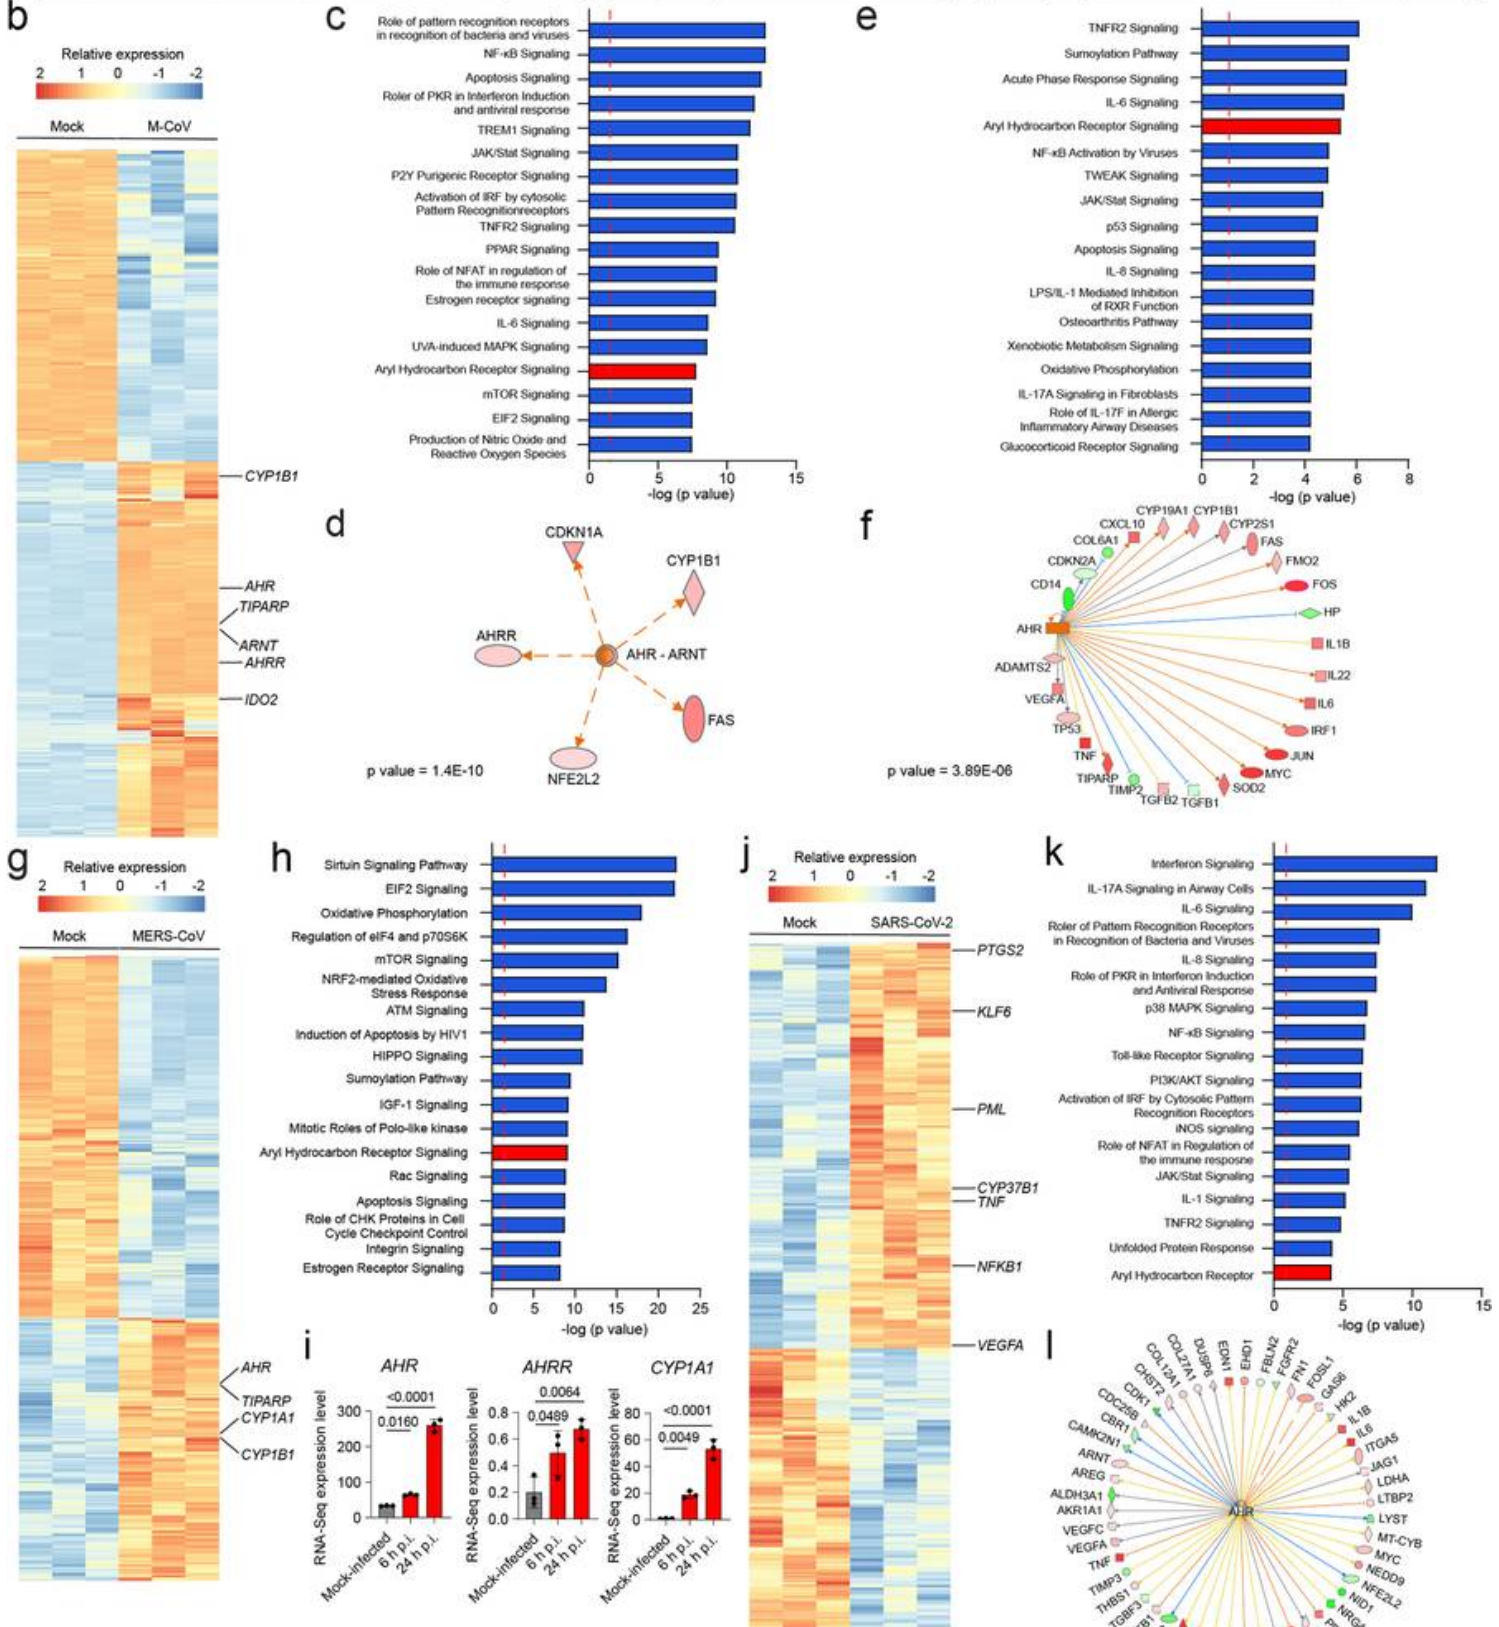 b
Relative expression
2 1 0 -1 -2
Mock M-CoV
CYP1B1
AHR
TIPARP
ARNT
AHRR
IDO2
c
Role of pattern recognition receptors
in recognition of bacteria and viruses
NF-κB Signaling
Apoptosis Signaling
Roler of PKR in Interferon Induction
and antiviral response
TREM1 Signaling
JAK/Stat Signaling
P2Y Purigenic Receptor Signaling
Activation of IRF by cytosolic
Pattern Recognitionreceptors
TNFR2 Signaling
PPAR Signaling
Role of NFAT in regulation of
the immune response
Estrogen receptor signaling
IL-6 Signaling
UVA-induced MAPK Signaling
Aryl Hydrocarbon Receptor Signaling
mTOR Signaling
EIF2 Signaling
Production of Nitric Oxide and
Reactive Oxygen Species
0 5 10 15
-log (p value)
d
CDKN1A
CYP1B1
AHRR
AHR - ARNT
FAS
NFE2L2
p value = 1.4E-10
e
TNFR2 Signaling
Sumoylation Pathway
Acute Phase Response Signaling
IL-6 Signaling
Aryl Hydrocarbon Receptor Signaling
NF-κB Activation by Viruses
TWEAK Signaling
JAK/Stat Signaling
p53 Signaling
Apoptosis Signaling
IL-8 Signaling
LPS/IL-1 Mediated Inhibition
of RXR Function
Osteoarthritis Pathway
Xenobiotic Metabolism Signaling
Oxidative Phosphorylation
IL-17A Signaling in Fibroblasts
Role of IL-17F in Allergic
Inflammatory Airway Diseases
Glucocorticoid Receptor Signaling
0 2 4 6 8
-log (p value)
f
CYP19A1
CYP1B1
CXCL10
CYP2S1
COL6A1
FAS
CDKN2A
FMO2
CD14
FOS
HP
AHR
IL1B
ADAMTS2
IL22
VEGFA
IL6
TP53
IRF1
TNF
JUN
TIPARP
MYC
TIMP2
SOD2
TGFB2
TGFB1
p value = 3.89E-06
g
Relative expression
2 1 0 -1 -2
Mock MERS-CoV
AHR
TIPARP
CYP1A1
CYP1B1
h
Sirtuin Signaling Pathway
EIF2 Signaling
Oxidative Phosphorylation
Regulation of eIF4 and p70S6K
mTOR Signaling
NRF2-mediated Oxidative
Stress Response
ATM Signaling
Induction of Apoptosis by HIV1
HIPPO Signaling
Sumoylation Pathway
IGF-1 Signaling
Mitotic Roles of Polo-like kinase
Aryl Hydrocarbon Receptor Signaling
Rac Signaling
Apoptosis Signaling
Role of CHK Proteins in Cell
Cycle Checkpoint Control
Integrin Signaling
Estrogen Receptor Signaling
0 5 10 15 20 25
-log (p value)
i
AHR
<0.0001
0.0160
RNA-Seq expression level
300
200
100
0
Mock-infected
6 h p.i.
24 h p.i.
AHRR
0.0064
0.0489
RNA-Seq expression level
0.8
0.6
0.4
0.2
0.0
Mock-infected
6 h p.i.
24 h p.i.
CYP1A1
<0.0001
0.0049
RNA-Seq expression level
80
60
40
20
0
Mock-infected
6 h p.i.
24 h p.i.
j
Relative expression
2 1 0 -1 -2
Mock SARS-CoV-2
PTGS2
KLF6
PML
CYP37B1
TNF
NFKB1
VEGFA
k
Interferon Signaling
IL-17A Signaling in Airway Cells
IL-6 Signaling
Roler of Pattern Recognition Receptors
in Recognition of Bacteria and Viruses
IL-8 Signaling
Role of PKR in Interferon Induction
and Antiviral Response
p38 MAPK Signaling
NF-κB Signaling
Toll-like Receptor Signaling
PI3K/AKT Signaling
Activation of IRF by Cytosolic Pattern
Recognition Receptors
iNOS signaling
Role of NFAT in Regulation of
the immune resposne
JAK/Stat Signaling
IL-1 Signaling
TNFR2 Signaling
Unfolded Protein Response
Aryl Hydrocarbon Receptor
0 5 10 15
-log (p value)
l
EDN1
EHD1
FBLN2
FGFR2
FN1
FOSL1
GAS6
HK2
IL1B
IL6
ITGA5
JAG1
LDHA
LTBP2
LYST
MT-CYB
MYC
NEDD9
NFE2L2
NID1
DUSP6
COL27A1
COL12A1
CHST2
CDK1
CDC25B
CBR1
CAMK2N1
ARNT
AREG
ALDH3A1
AKR1A1
VEGFC
VEGFA
TNF
TIMP3
THBS1
TGBF3
AHR